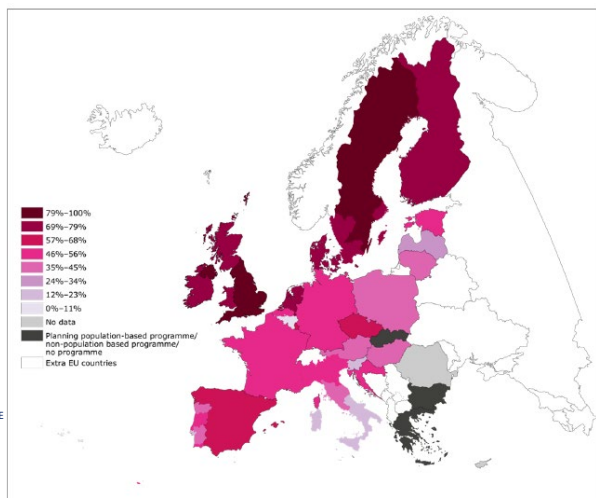 79%–100%
69%–79%
57%–68%
46%–56%
35%–45%
24%–34%
12%–23%
0%–11%
No data
Planning population-based programme/
non-population based programme/
no programme
Extra EU countries
E